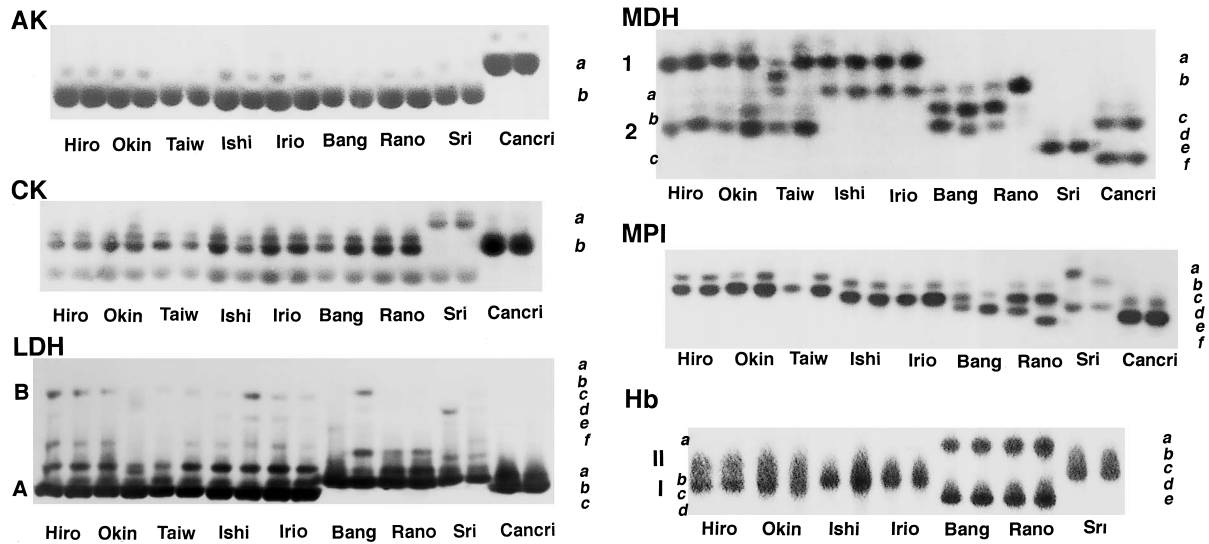 AK
a
b
Hiro Okin Taiw Ishi Irio Bang Rano Sri Cancri
CK
a
b
Hiro Okin Taiw Ishi Irio Bang Rano Sri Cancri
LDH
B
A
a
b
c
d
e
f
a
b
c
Hiro Okin Taiw Ishi Irio Bang Rano Sri Cancri
MDH
1
a
b
2
c
a
b
c
d
e
f
Hiro Okin Taiw Ishi Irio Bang Rano Sri Cancri
MPI
a
b
c
d
e
f
Hiro Okin Taiw Ishi Irio Bang Rano Sri Cancri
Hb
a
II
b
I
c
d
a
b
c
d
e
Hiro Okin Ishi Irio Bang Rano Sri